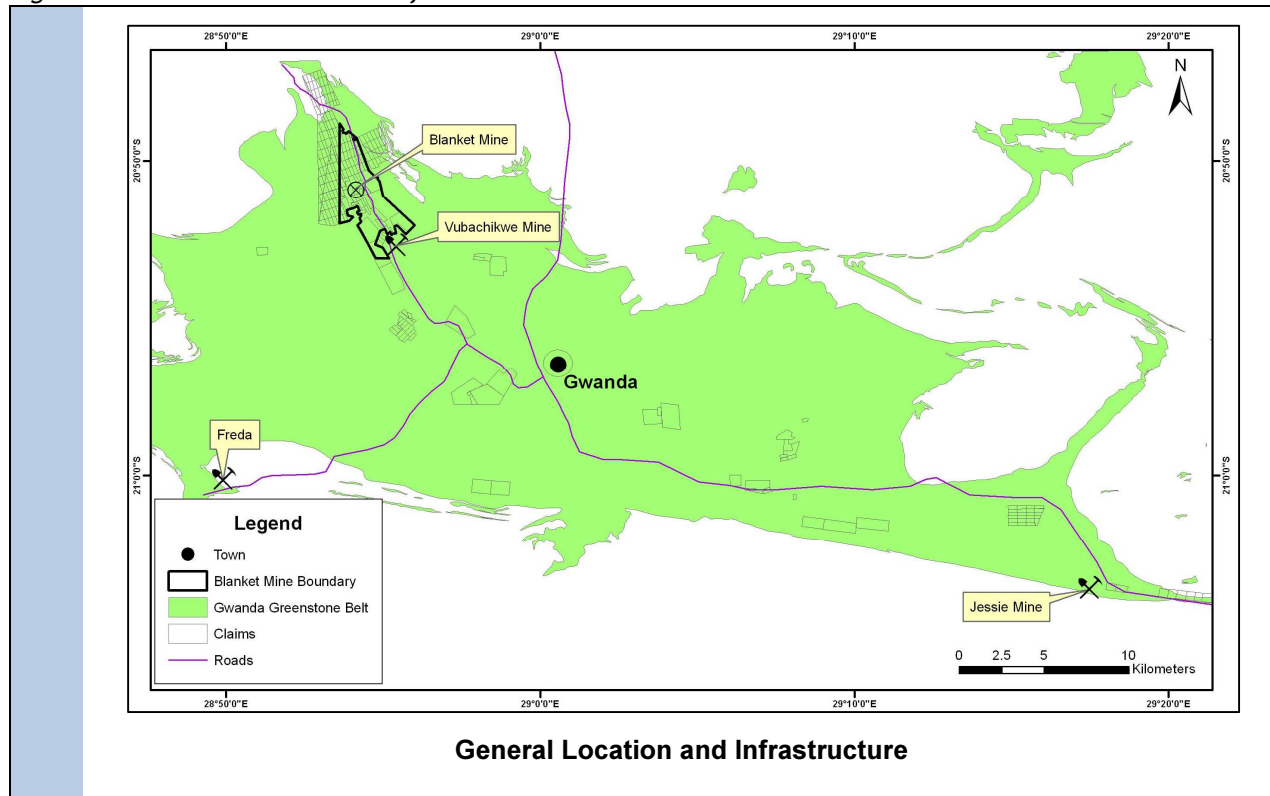 28°50'0"E 29°0'0"E 29°10'0"E 29°20'0"E
N
20°50'0"S 20°50'0"S
Blanket Mine
Vubachikwe Mine
Gwanda
Freda
21°0'0"S 21°0'0"S
Legend
Town
Blanket Mine Boundary
Gwanda Greenstone Belt
Claims
Roads
Jessie Mine
0 2.5 5 10
Kilometers
28°50'0"E 29°0'0"E 29°10'0"E 29°20'0"E
General Location and Infrastructure